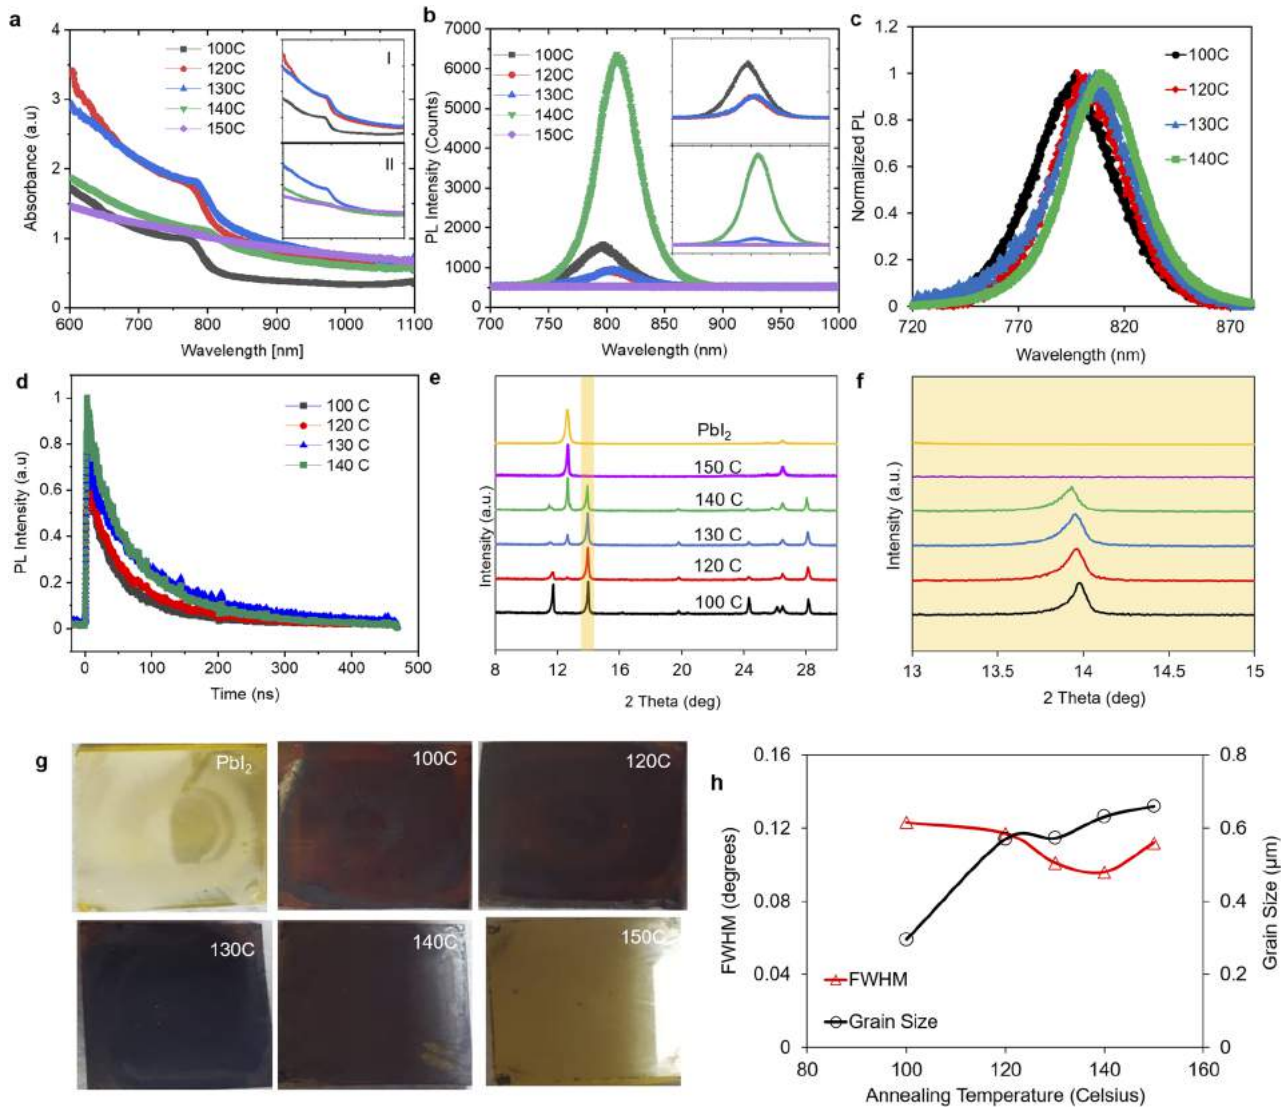 a
Absorbance (a.u)
4
3
2
1
0
600 700 800 900 1000 1100
Wavelength [nm]
100C
120C
130C
140C
150C
I
II
b
PL Intensity (Counts)
7000
6500
6000
5500
5000
4500
4000
3500
3000
2500
2000
1500
1000
500
0
700 750 800 850 900 950 1000
Wavelength (nm)
100C
120C
130C
140C
150C
c
Normalized PL
1
0.8
0.6
0.4
0.2
0
720 770 820 870
Wavelength (nm)
100C
120C
130C
140C
d
PL Intensity (a.u)
1
0.8
0.6
0.4
0.2
0
0 100 200 300 400 500
Time (ns)
100 C
120 C
130 C
140 C
e
Intensity (a.u.)
PbI₂
150 C
140 C
130 C
120 C
100 C
8 12 16 20 24 28
2 Theta (deg)
f
Intensity (a.u.)
13 13.5 14 14.5 15
2 Theta (deg)
g
PbI₂
100C
120C
130C
140C
150C
h
FWHM (degrees)
0.16
0.12
0.08
0.04
0
FWHM
Grain Size
80 100 120 140 160
Annealing Temperature (Celsius)
0.8
0.6
0.4
0.2
0
Grain Size (μm)